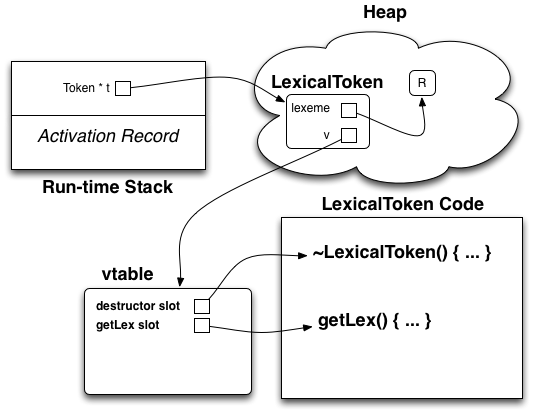 Heap
Token * t
LexicalToken
lexeme
R
v
Activation Record
Run-time Stack
LexicalToken Code
~LexicalToken() { ... }
vtable
destructor slot
getLex slot
getLex() { ... }